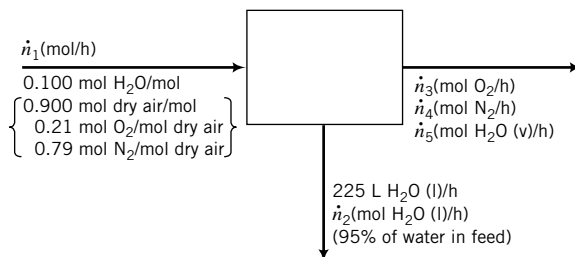 ṅ₁(mol/h)
0.100 mol H₂O/mol
0.900 mol dry air/mol
0.21 mol O₂/mol dry air
0.79 mol N₂/mol dry air
ṅ₃(mol O₂/h)
ṅ₄(mol N₂/h)
ṅ₅(mol H₂O (v)/h)
225 L H₂O (l)/h
ṅ₂(mol H₂O (l)/h)
(95% of water in feed)